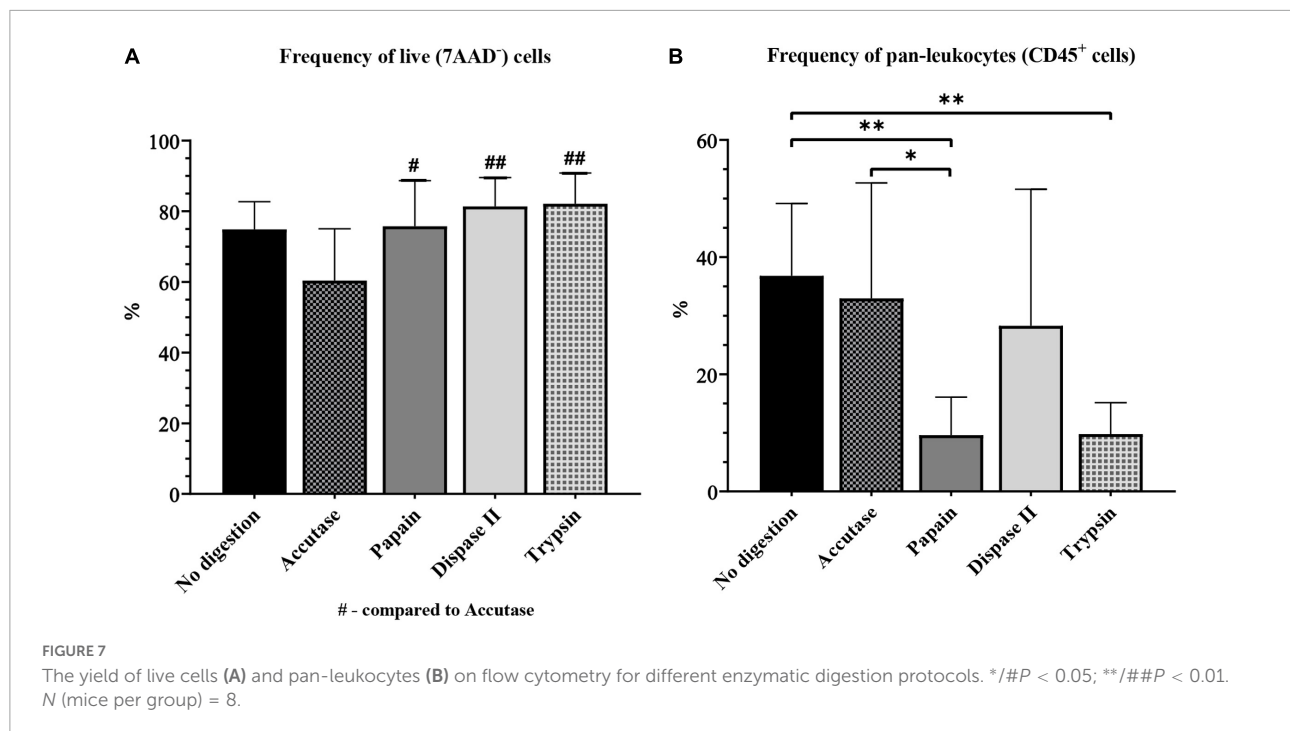 A
Frequency of live (7AAD⁻) cells
100
80
60
40
20
0
%
#
##
##
No digestion
Accutase
Papain
Dispase II
Trypsin
# - compared to Accutase
B
Frequency of pan-leukocytes (CD45⁺ cells)
60
40
20
0
%
**
**
*
No digestion
Accutase
Papain
Dispase II
Trypsin
FIGURE 7
The yield of live cells (A) and pan-leukocytes (B) on flow cytometry for different enzymatic digestion protocols. */#P < 0.05; **/##P < 0.01.
N (mice per group) = 8.